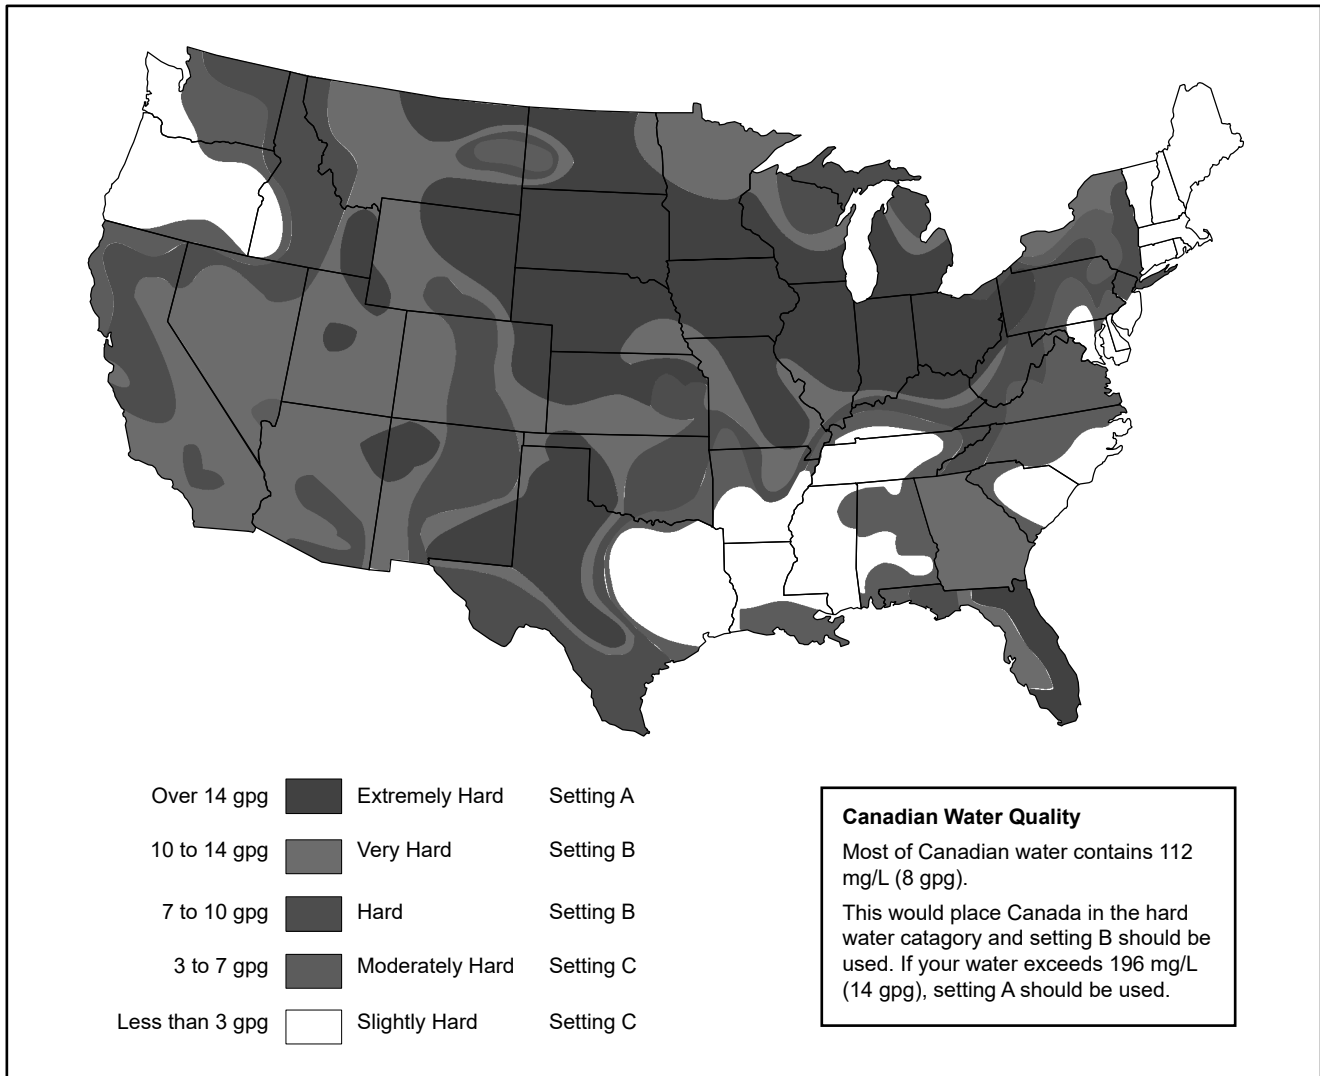 Over 14 gpg Extremely Hard Setting A
10 to 14 gpg Very Hard Setting B
7 to 10 gpg Hard Setting B
3 to 7 gpg Moderately Hard Setting C
Less than 3 gpg Slightly Hard Setting C
Canadian Water Quality
Most of Canadian water contains 112
mg/L (8 gpg).
This would place Canada in the hard
water catagory and setting B should be
used. If your water exceeds 196 mg/L
(14 gpg), setting A should be used.